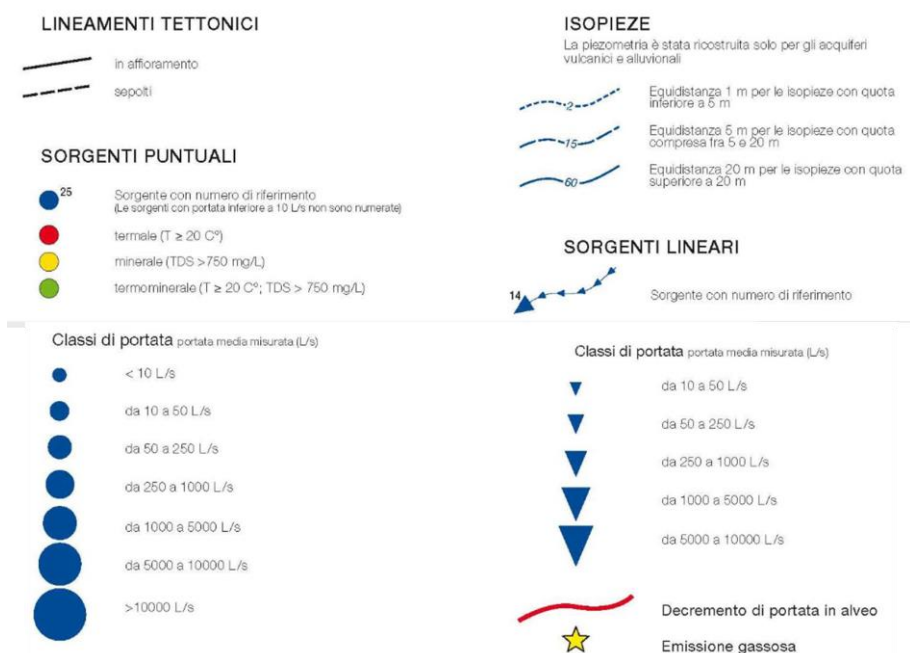 LINEAMENTI TETTONICI
in affioramento
sepolti
SORGENTI PUNTUALI
25
Sorgente con numero di riferimento
(Le sorgenti con portata inferiore a 10 L/s non sono numerate)
termale (T ≥ 20 C°)
minerale (TDS >750 mg/L)
termominerale (T ≥ 20 C°; TDS > 750 mg/L)
ISOPIEZE
La piezometria è stata ricostruita solo per gli acquiferi
vulcanici e alluvionali
2
Equidistanza 1 m per le isopieze con quota
inferiore a 5 m
15
Equidistanza 5 m per le isopieze con quota
compresa fra 5 e 20 m
60
Equidistanza 20 m per le isopieze con quota
superiore a 20 m
SORGENTI LINEARI
14
Sorgente con numero di riferimento
Classi di portata portata media misurata (L/s)
< 10 L/s
da 10 a 50 L/s
da 50 a 250 L/s
da 250 a 1000 L/s
da 1000 a 5000 L/s
da 5000 a 10000 L/s
>10000 L/s
Classi di portata portata media misurata (L/s)
da 10 a 50 L/s
da 50 a 250 L/s
da 250 a 1000 L/s
da 1000 a 5000 L/s
da 5000 a 10000 L/s
Decremento di portata in alveo
Emissione gassosa